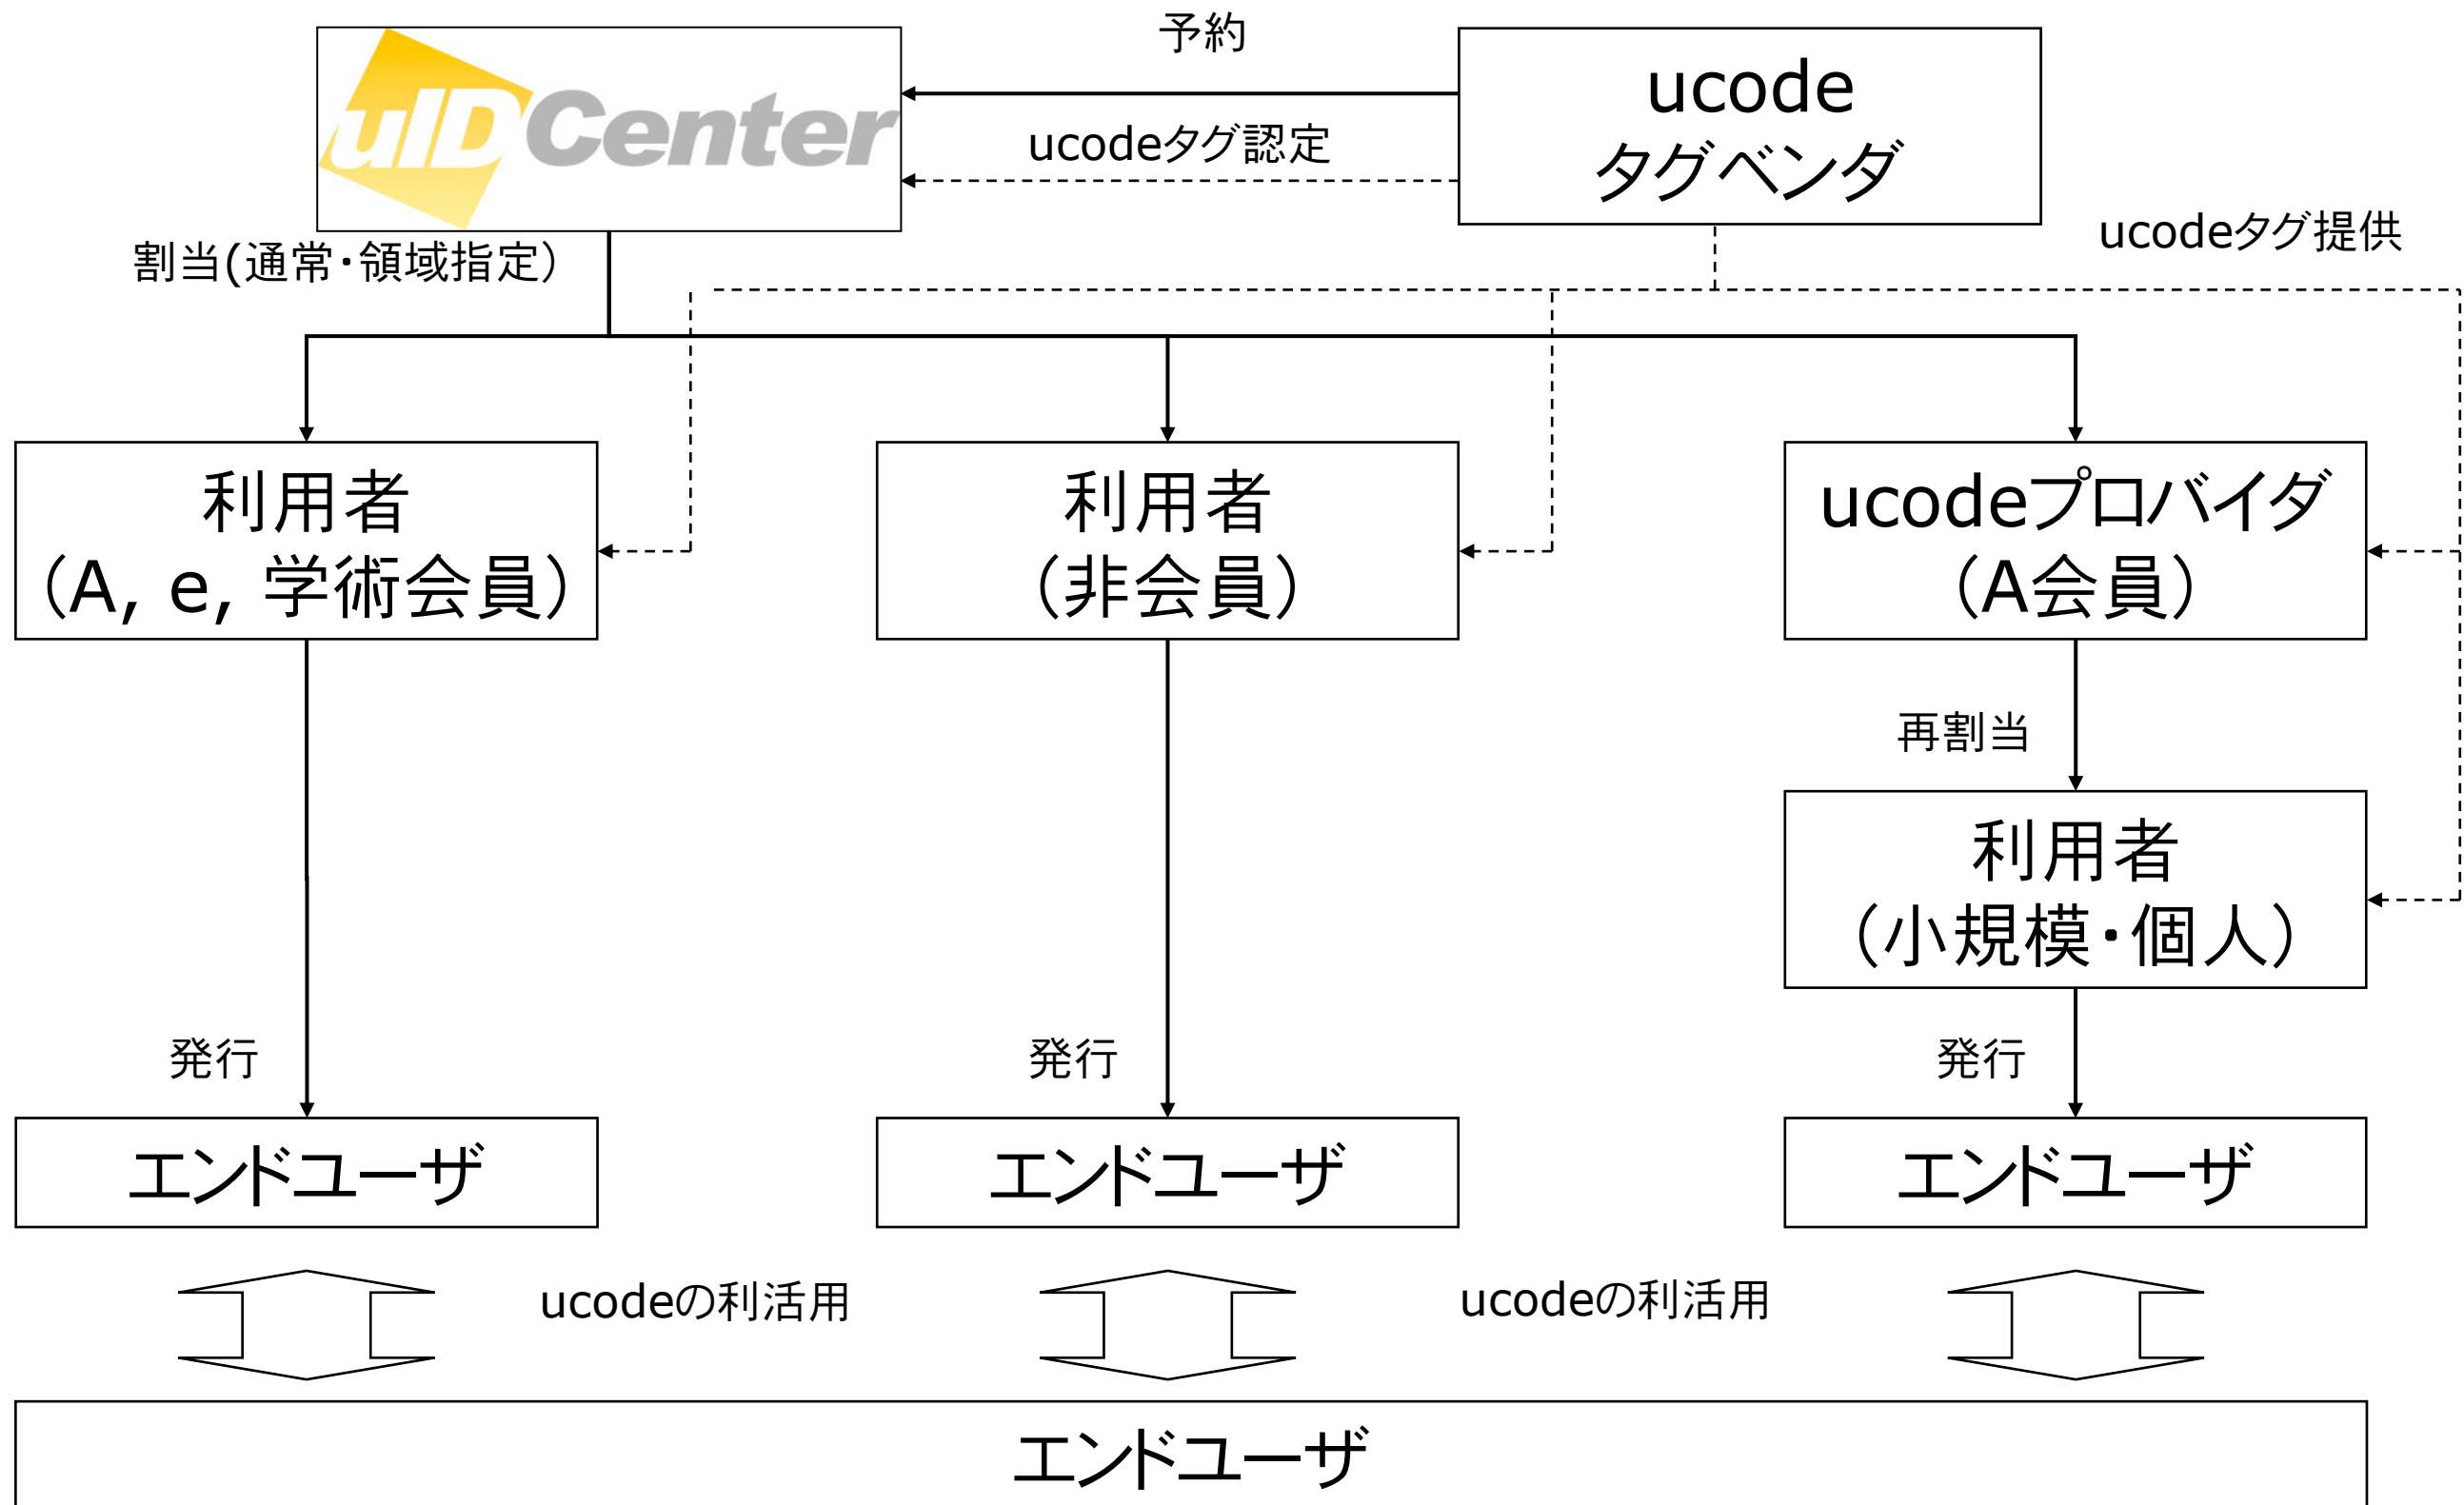 uID Center
予約
ucode
タグベンダ
ucodeタグ認定
ucodeタグ提供
割当(通常・領域指定)
利用者
(A, e, 学術会員)
利用者
(非会員)
ucodeプロバイダ
(A会員)
再割当
利用者
(小規模・個人)
発行
発行
発行
エンドユーザ
エンドユーザ
エンドユーザ
ucodeの利活用
ucodeの利活用
エンドユーザ